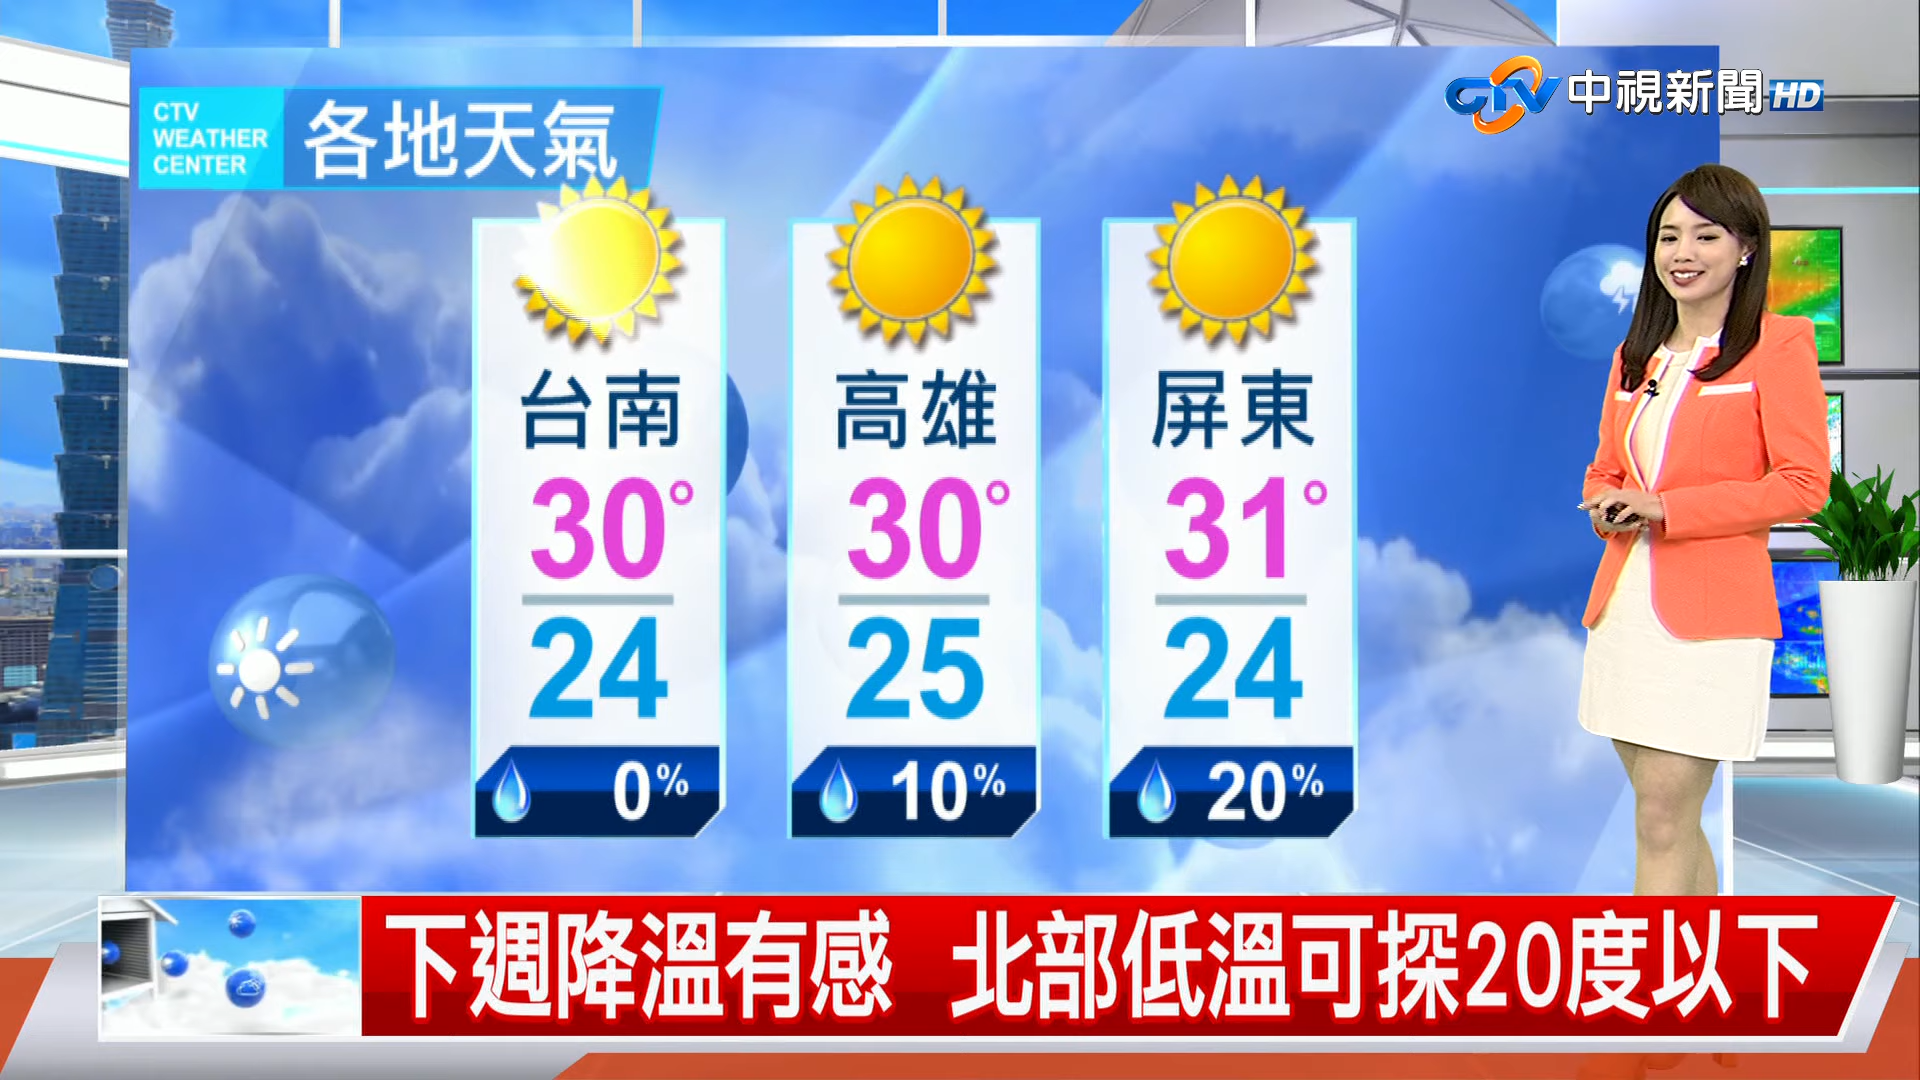 CTV
WEATHER
CENTER
各地天氣
CTV 中視新聞 HD
台南
30°
24
0%
高雄
30°
25
10%
屏東
31°
24
20%
下週降溫有感 北部低溫可探20度以下